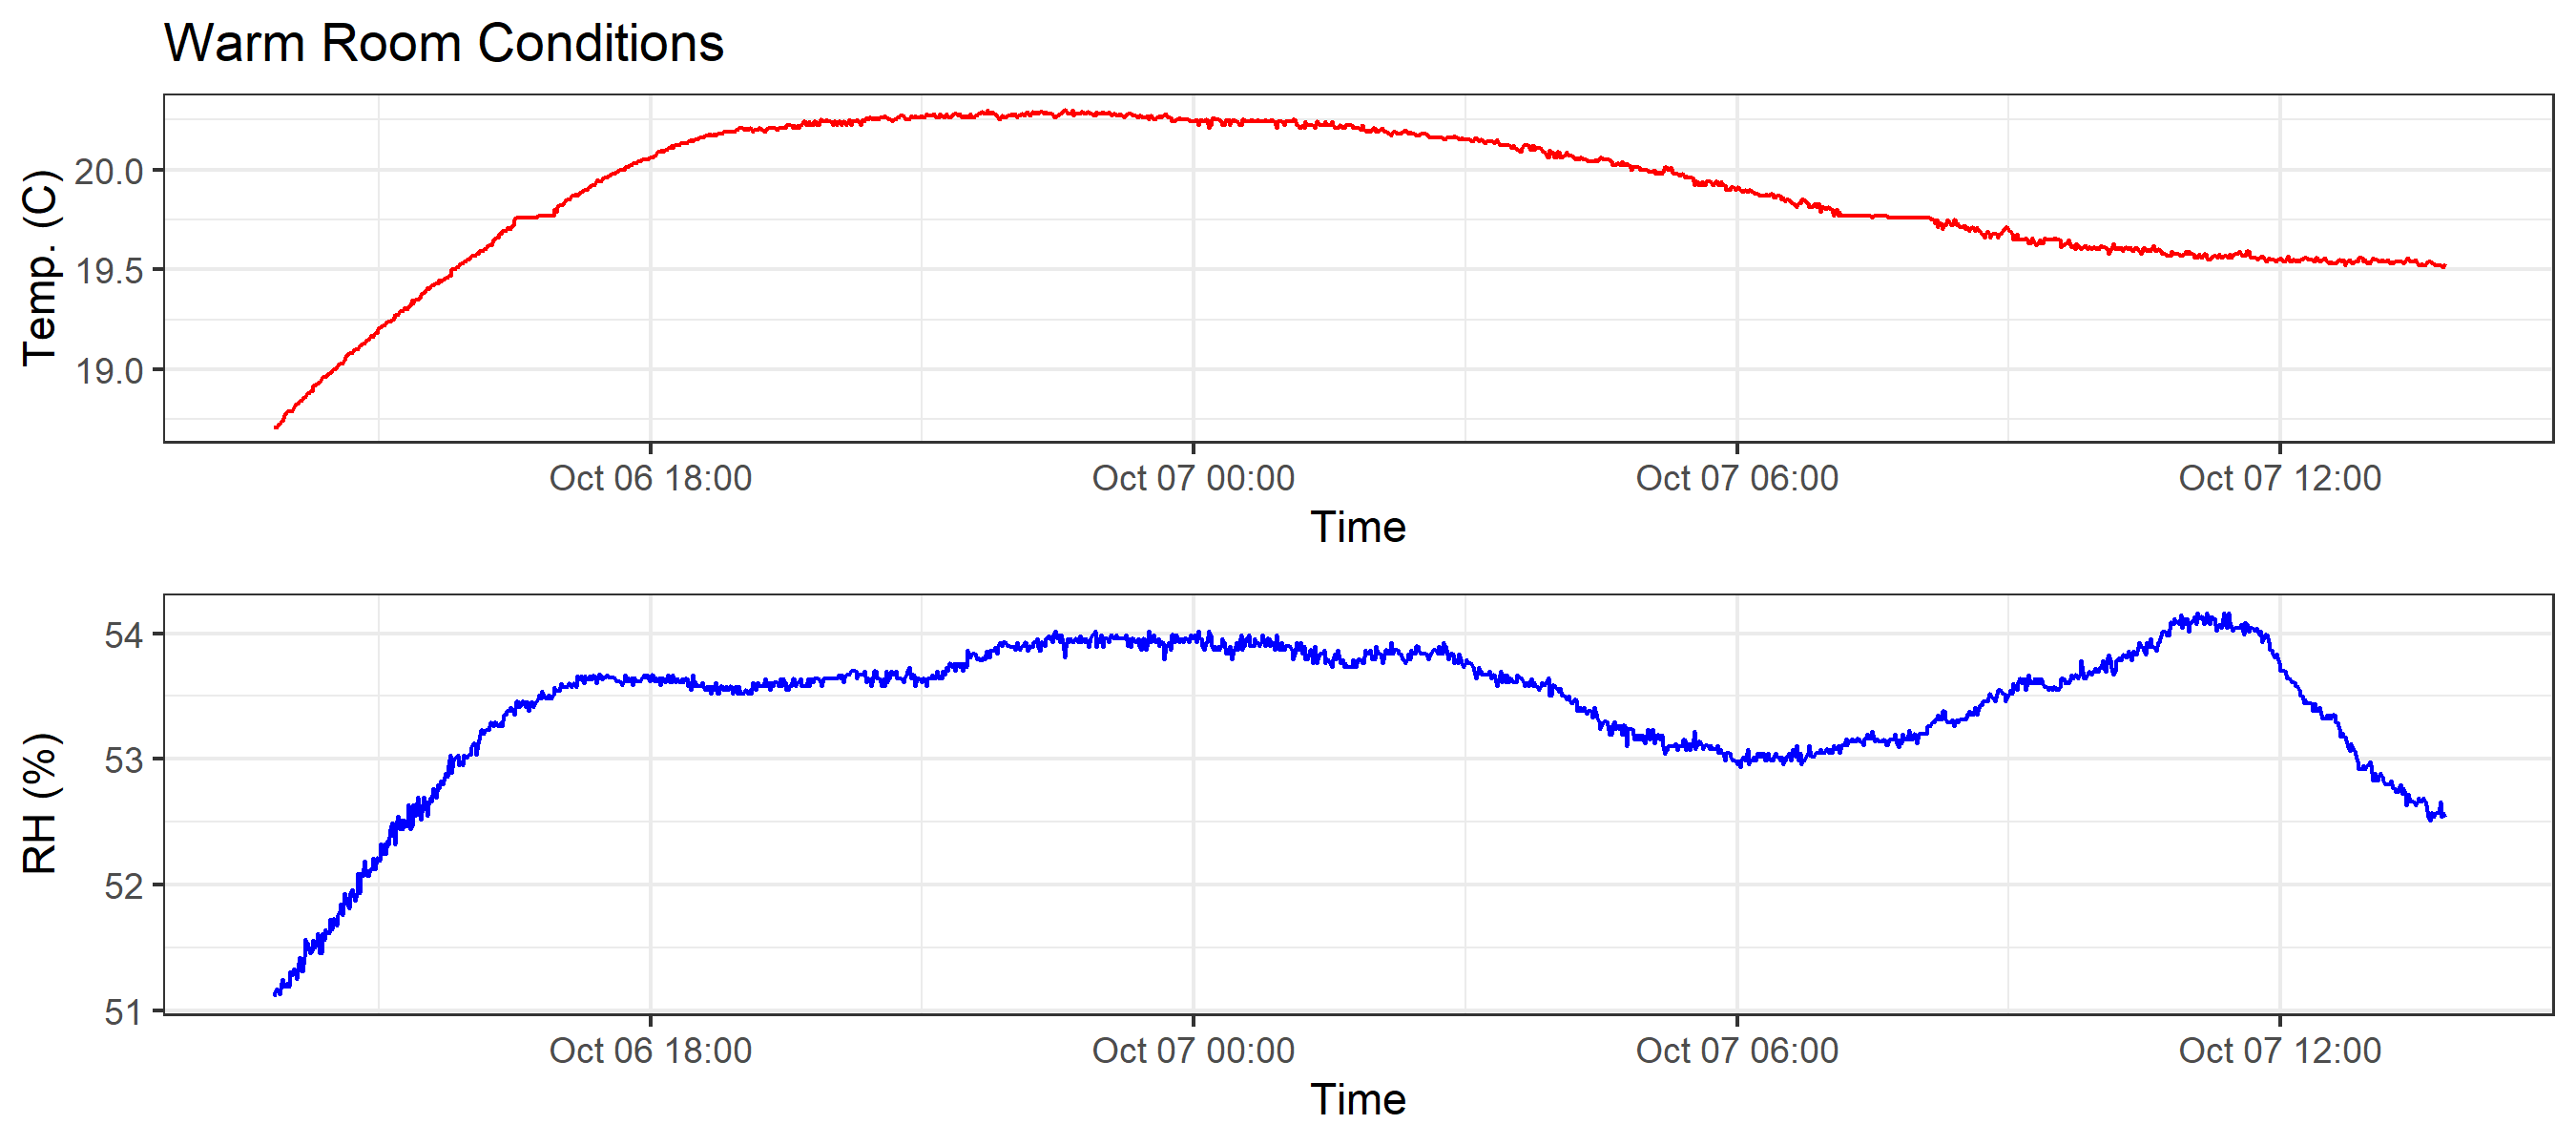 Warm Room Conditions
Temp. (C)
20.0
19.5
19.0
Oct 06 18:00 Oct 07 00:00 Oct 07 06:00 Oct 07 12:00
Time
RH (%)
54
53
52
51
Oct 06 18:00 Oct 07 00:00 Oct 07 06:00 Oct 07 12:00
Time